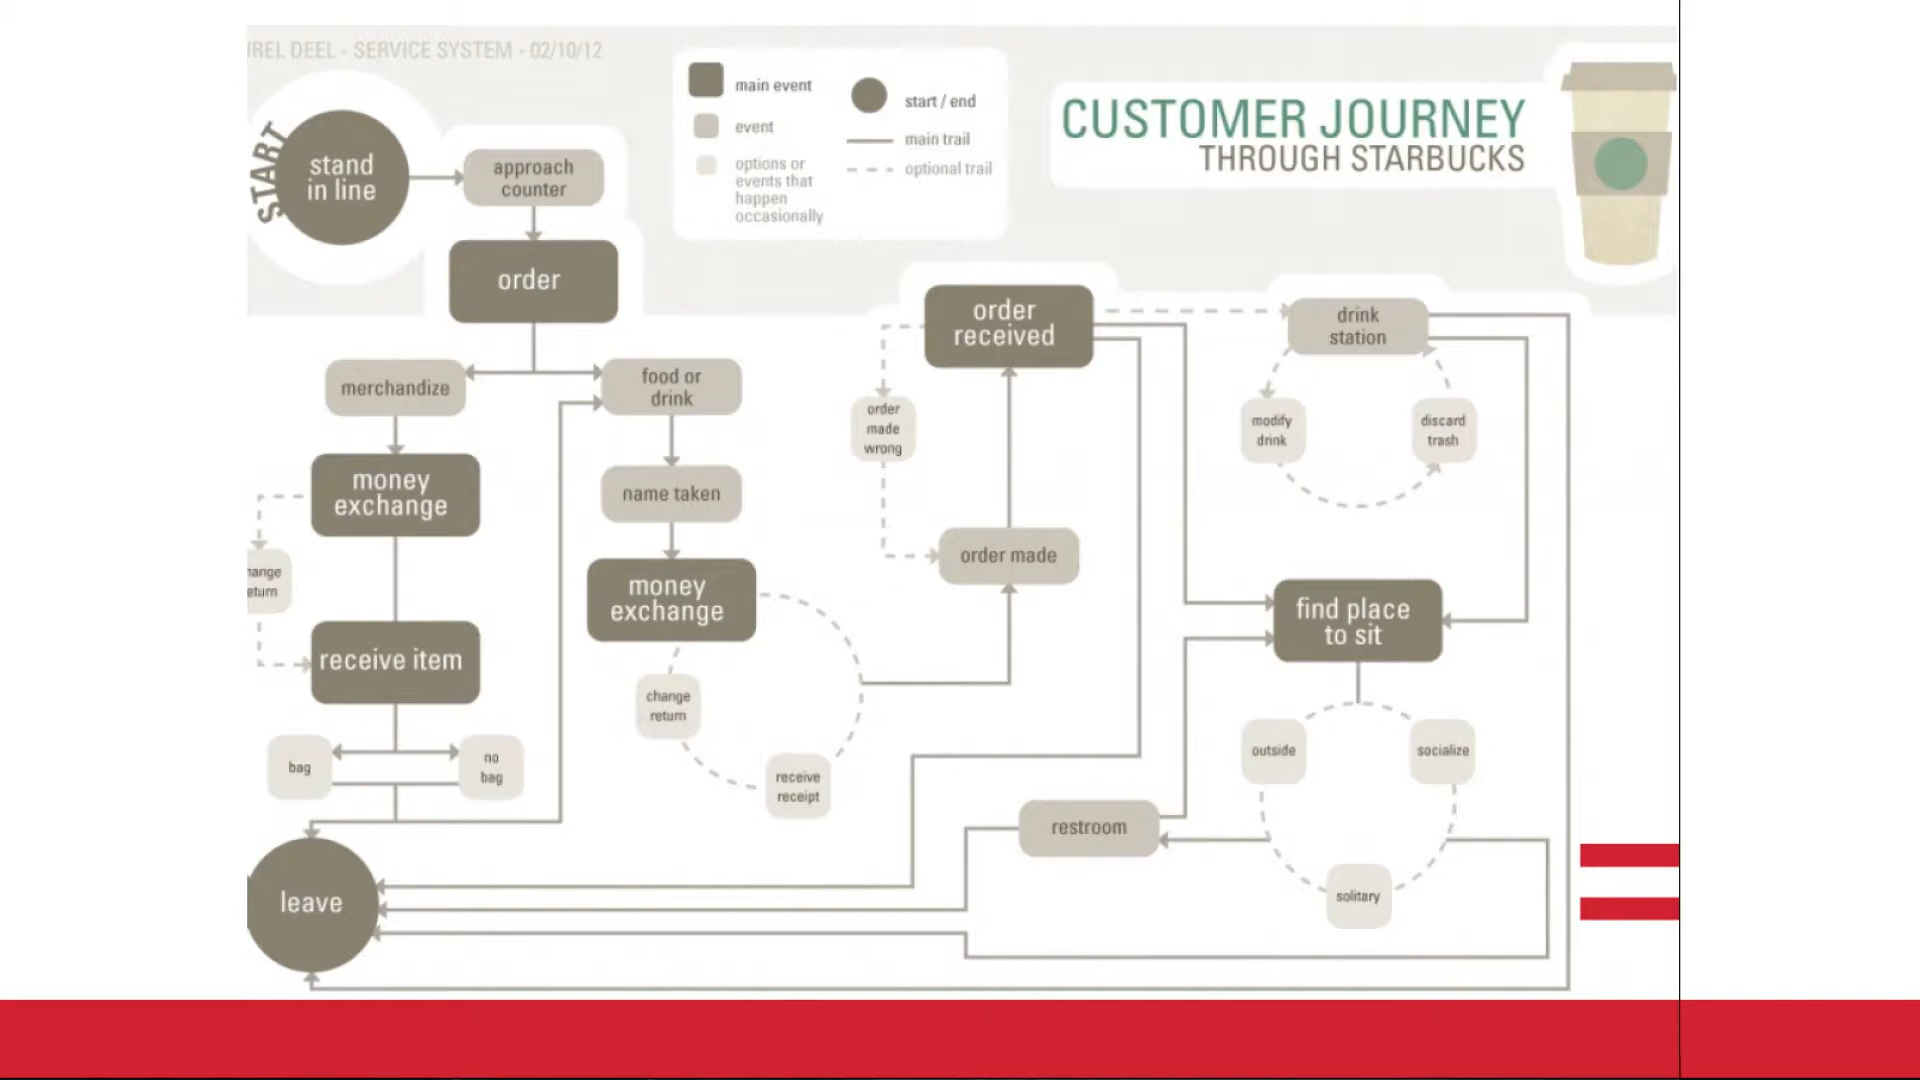 UREL DEEL - SERVICE SYSTEM - 02/10/12
main event
event
options or
events that
happen
occasionally
start / end
main trail
optional trail
CUSTOMER JOURNEY
THROUGH STARBUCKS
START
stand
in line
approach
counter
order
merchandize
food or
drink
money
exchange
hange
eturn
receive item
bag
no
bag
leave
name taken
money
exchange
change
return
receive
receipt
order
received
order
made
wrong
order made
drink
station
modify
drink
discard
trash
find place
to sit
outside
socialize
solitary
restroom